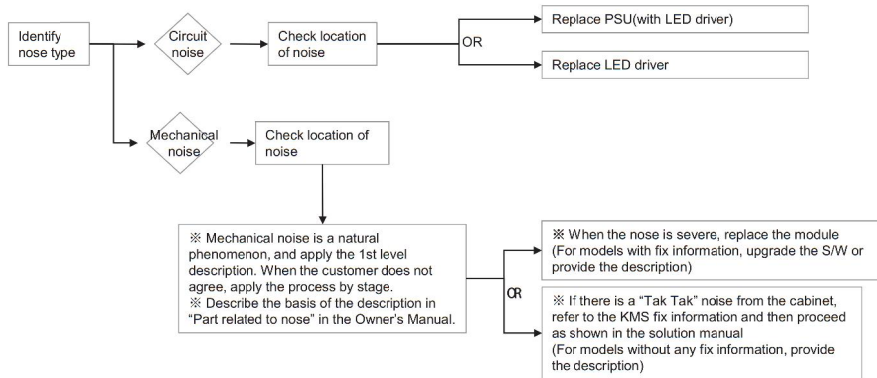 Identify
nose type
Circuit
noise
Check location
of noise
OR
Replace PSU(with LED driver)
Replace LED driver
Mechanical
noise
Check location of
noise
※ Mechanical noise is a natural
phenomenon, and apply the 1st level
description. When the customer does not
agree, apply the process by stage.
※ Describe the basis of the description in
“Part related to nose” in the Owner’s Manual.
OR
※ When the nose is severe, replace the module
(For models with fix information, upgrade the S/W or
provide the description)
※ If there is a “Tak Tak” noise from the cabinet,
refer to the KMS fix information and then proceed
as shown in the solution manual
(For models without any fix information, provide
the description)